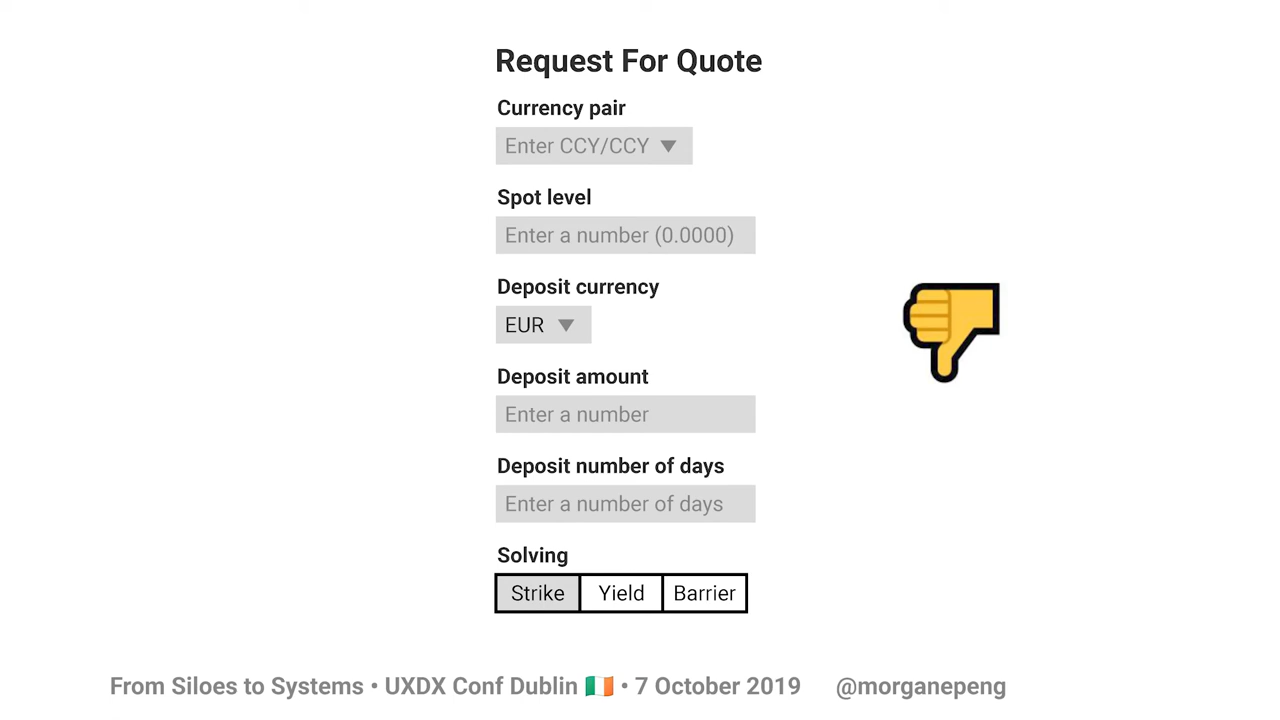 Request For Quote
Currency pair
Enter CCY/CCY
Spot level
Enter a number (0.0000)
Deposit currency
EUR
Deposit amount
Enter a number
Deposit number of days
Enter a number of days
Solving
Strike Yield Barrier
From Siloes to Systems • UXDX Conf Dublin 🇮🇪 • 7 October 2019 @morganepeng